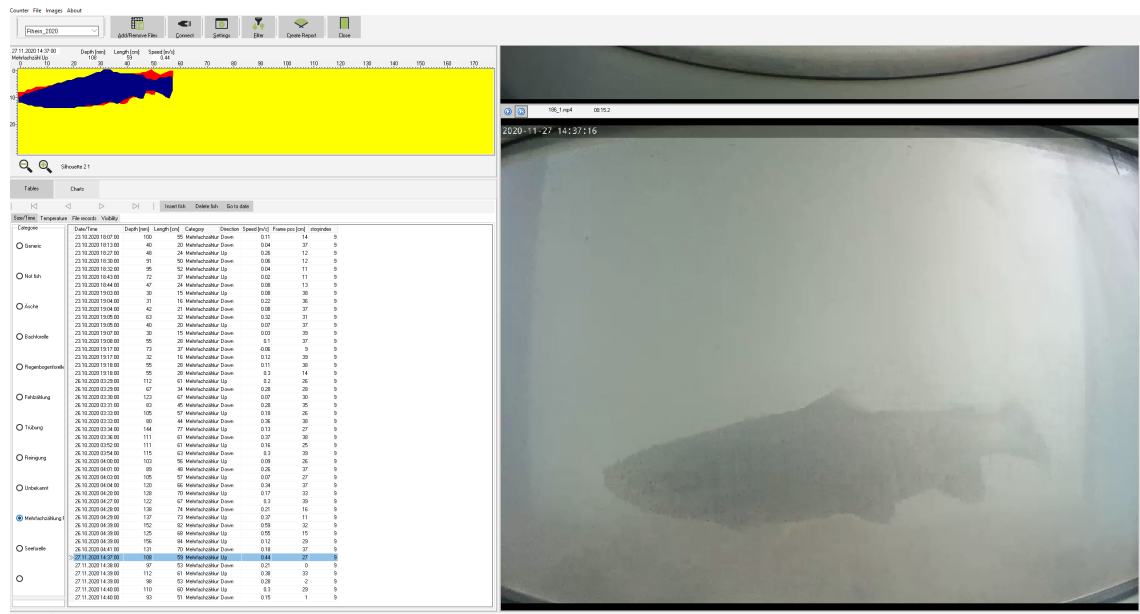 Counter File Images About
Rhein_2020
Add/Remove Files Connect Settings Filter Create Report Close
27.11.2020 14:37:00 Depth [mm] Length [cm] Speed [m/s]
Mehrfachzähl Up 108 59 0.44
0 10 20 30 40 50 60 70 80 90 100 110 120 130 140 150 160 170
0
10
20
Silhouette 2 1
Tables Charts
Insert fish Delete fish Go to date
Size/Time Temperature File records Visibility
Categorie
Generic
Not fish
Äsche
Bachforelle
Regenbogenforelle
Fehlzählung
Trübung
Reinigung
Unbekannt
Mehrfachzählung F
Seeforelle
Date/Time Depth [mm] Length [cm] Category Direction Speed [m/s] Frame pos [cm] sixxyindex
23.10.2020 18:07:00 100 55 Mehrfachzählur Down 0.11 14 9
23.10.2020 18:13:00 40 20 Mehrfachzählur Down 0.04 37 9
23.10.2020 18:27:00 48 24 Mehrfachzählur Up 0.26 12 9
23.10.2020 18:30:00 91 50 Mehrfachzählur Down 0.06 12 9
23.10.2020 18:32:00 95 52 Mehrfachzählur Up 0.04 11 9
23.10.2020 18:43:00 72 37 Mehrfachzählur Up 0.02 11 9
23.10.2020 18:44:00 47 24 Mehrfachzählur Down 0.08 13 9
23.10.2020 19:03:00 30 15 Mehrfachzählur Up 0.08 38 9
23.10.2020 19:04:00 31 16 Mehrfachzählur Down 0.22 36 9
23.10.2020 19:04:00 42 21 Mehrfachzählur Down 0.08 37 9
23.10.2020 19:05:00 63 32 Mehrfachzählur Down 0.32 31 9
23.10.2020 19:05:00 40 20 Mehrfachzählur Up 0.07 37 9
23.10.2020 19:07:00 30 15 Mehrfachzählur Down 0.03 39 9
23.10.2020 19:08:00 55 28 Mehrfachzählur Down 0.1 37 9
23.10.2020 19:17:00 73 37 Mehrfachzählur Down -0.06 9 9
23.10.2020 19:17:00 32 16 Mehrfachzählur Down 0.12 39 9
23.10.2020 19:18:00 55 28 Mehrfachzählur Down 0.11 38 9
23.10.2020 19:18:00 55 28 Mehrfachzählur Down 0.3 14 9
26.10.2020 03:29:00 112 61 Mehrfachzählur Up 0.2 26 9
26.10.2020 03:29:00 67 34 Mehrfachzählur Down 0.28 28 9
26.10.2020 03:30:00 123 67 Mehrfachzählur Up 0.07 30 9
26.10.2020 03:31:00 83 45 Mehrfachzählur Down 0.28 35 9
26.10.2020 03:33:00 105 57 Mehrfachzählur Up 0.18 26 9
26.10.2020 03:33:00 80 44 Mehrfachzählur Down 0.36 38 9
26.10.2020 03:34:00 144 77 Mehrfachzählur Up 0.13 27 9
26.10.2020 03:36:00 111 61 Mehrfachzählur Down 0.37 38 9
26.10.2020 03:52:00 111 61 Mehrfachzählur Up 0.16 25 9
26.10.2020 03:54:00 115 63 Mehrfachzählur Down 0.3 39 9
26.10.2020 04:00:00 103 56 Mehrfachzählur Up 0.09 26 9
26.10.2020 04:01:00 89 48 Mehrfachzählur Down 0.26 37 9
26.10.2020 04:03:00 105 57 Mehrfachzählur Up 0.07 27 9
26.10.2020 04:04:00 120 66 Mehrfachzählur Down 0.34 37 9
26.10.2020 04:20:00 128 70 Mehrfachzählur Up 0.17 33 9
26.10.2020 04:27:00 122 67 Mehrfachzählur Down 0.3 39 9
26.10.2020 04:28:00 138 74 Mehrfachzählur Down 0.21 16 9
26.10.2020 04:29:00 137 73 Mehrfachzählur Up 0.37 11 9
26.10.2020 04:39:00 152 82 Mehrfachzählur Down 0.59 32 9
26.10.2020 04:39:00 125 68 Mehrfachzählur Up 0.55 15 9
26.10.2020 04:39:00 156 84 Mehrfachzählur Up 0.12 29 9
26.10.2020 04:41:00 131 70 Mehrfachzählur Down 0.18 37 9
27.11.2020 14:37:00 108 59 Mehrfachzählur Up 0.44 27 9
27.11.2020 14:38:00 97 53 Mehrfachzählur Down 0.21 0 9
27.11.2020 14:39:00 112 61 Mehrfachzählur Up 0.38 33 9
27.11.2020 14:39:00 98 53 Mehrfachzählur Down 0.28 -2 9
27.11.2020 14:40:00 110 60 Mehrfachzählur Up 0.3 29 9
27.11.2020 14:40:00 93 51 Mehrfachzählur Down 0.15 1 9
186_1.mp4 08:15.2
2020-11-27 14:37:16